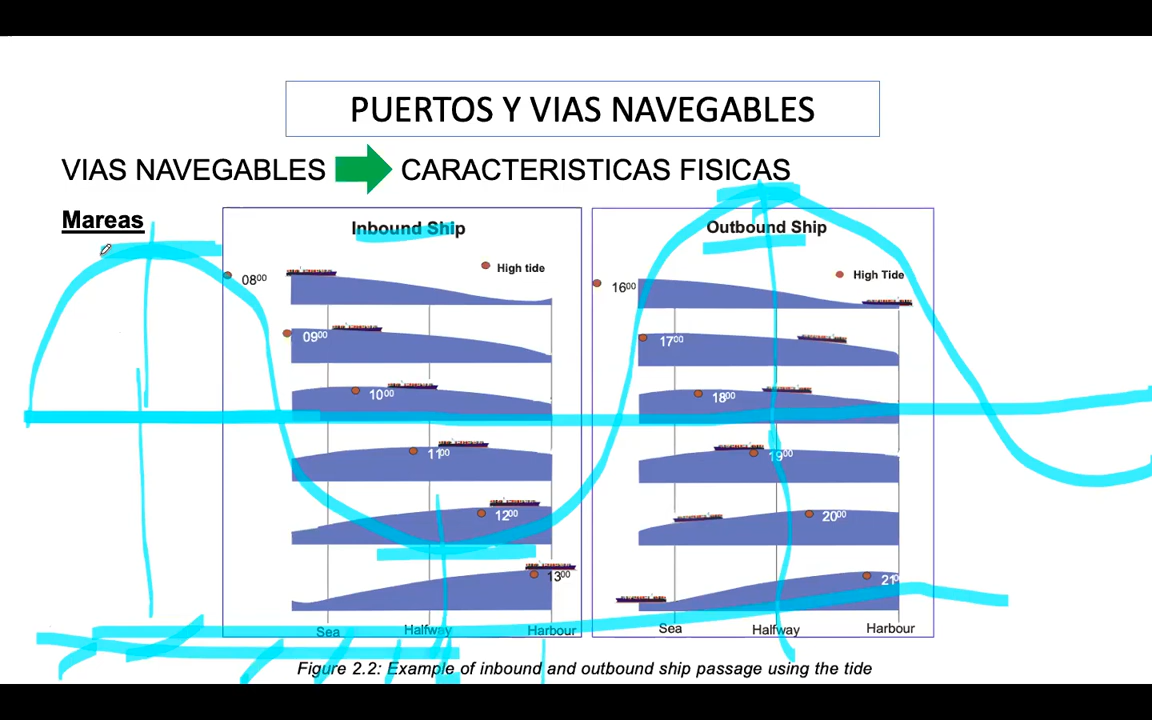 PUERTOS Y VIAS NAVEGABLES
VIAS NAVEGABLES CARACTERISTICAS FISICAS
Mareas
Inbound Ship
High tide
08⁰⁰
09⁰⁰
10⁰⁰
11⁰⁰
12⁰⁰
13⁰⁰
Sea Halfway Harbour
Outbound Ship
High Tide
16⁰⁰
17⁰⁰
18⁰⁰
19⁰⁰
20⁰⁰
21⁰
Sea Halfway Harbour
Figure 2.2: Example of inbound and outbound ship passage using the tide